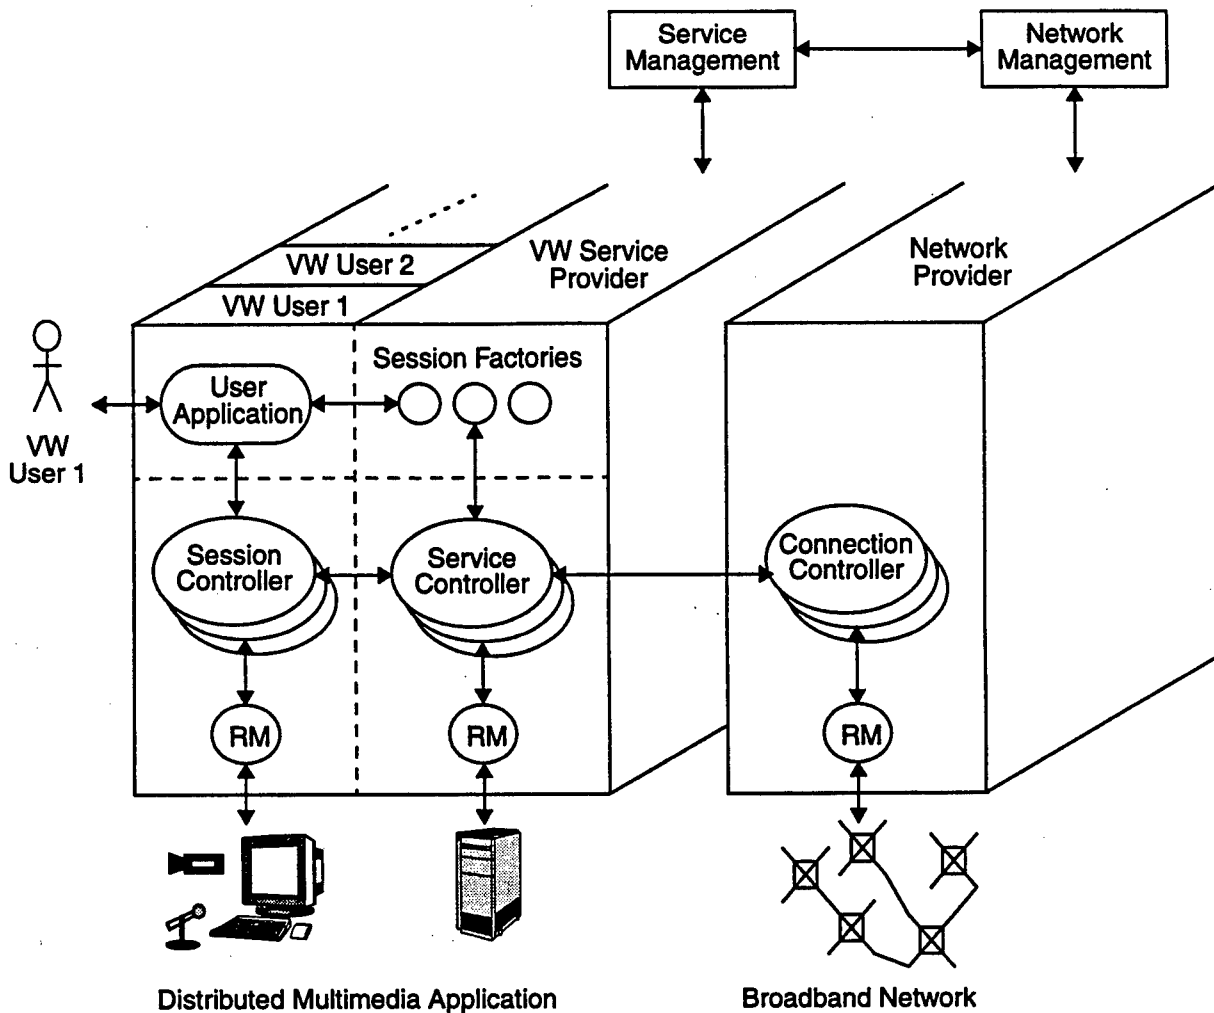 Service
Management
Network
Management
VW Service
Provider
Network
Provider
VW User 2
VW User 1
Session Factories
User
Application
VW
User 1
Session
Controller
Service
Controller
Connection
Controller
RM
RM
RM
Distributed Multimedia Application
Broadband Network